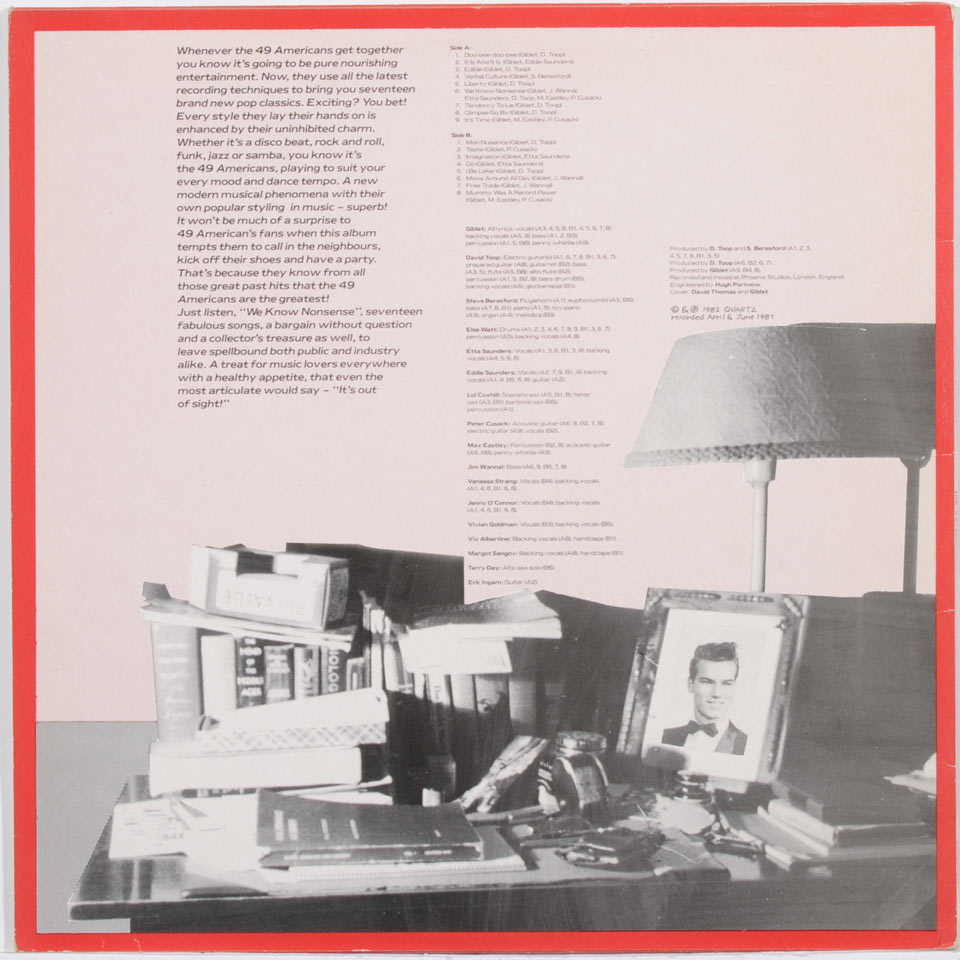 Whenever the 49 Americans get together
you know it's going to be pure nourishing
entertainment. Now, they use all the latest
recording techniques to bring you seventeen
brand new pop classics. Exciting? You bet!
Every style they lay their hands on is
enhanced by their uninhibited charm.
Whether it's a disco beat, rock and roll,
funk, jazz or samba, you know it's
the 49 Americans, playing to suit your
every mood and dance tempo. A new
modern musical phenomena with their
own popular styling in music – superb!
It won't be much of a surprise to
49 American's fans when this album
tempts them to call in the neighbours,
kick off their shoes and have a party.
That's because they know from all
those great past hits that the 49
Americans are the greatest!
Just listen, "We Know Nonsense", seventeen
fabulous songs, a bargain without question
and a collector's treasure as well, to
leave spellbound both public and industry
alike. A treat for music lovers everywhere
with a healthy appetite, that even the
most articulate would say – "It's out
of sight!"
Side A:
1. Doo-bee-doo-bee (Giblet, D. Toop)
2. It Is And It Is (Giblet, Eddie Saunders)
3. Edible (Giblet, D. Toop)
4. Verbal Culture (Giblet, S. Beresford)
5. Liberty (Giblet, D. Toop)
6. We Know Nonsense (Giblet, J. Wannal,
Etta Saunders, D. Toop, M. Eastley, P. Cusack)
7. Tendency To Lie (Giblet, D. Toop)
8. Glimpse Go By (Giblet, D. Toop)
9. It's Time (Giblet, M. Eastley, P. Cusack)
Side B:
1. Mon Nuisance (Giblet, D. Toop)
2. Taste (Giblet, P. Cusack)
3. Imagination (Giblet, Etta Saunders)
4. Do (Giblet, Etta Saunders)
5. I Be Later (Giblet, D. Toop)
6. Move Around All Day (Giblet, J. Wannal)
7. Free Trade (Giblet, J. Wannal)
8. Mummy Was A Record Player
(Giblet, M. Eastley, P. Cusack)
Giblet: All lyrics; vocals (A3, 4, 5, 8, B1, 4, 5, 6, 7, 8);
backing vocals (A6, 9); bass (A1, 2, B3);
percussion (A1, 5, B8); penny whistle (A9).
David Toop: Electric guitar (A1, 6, 7, 8, B1, 3, 6, 7);
prepared guitar (A8); guitarret (B2); bass
(A3, 5); flute (A5, B8); alto flute (B2)
percussion (A1, 5, B2, 8); bass drum (B5);
backing vocals (A8); glockenspiel (B1).
Steve Beresford: Flugelhorn (A1); euphonium (A5, B5);
bass (A7, 8, B1); piano (A1, 5); toy piano
(A3); organ (A4); melodica (B3).
Else Watt: Drums (A1, 2, 3, 4, 6, 7, 8, 9, B1, 3, 6, 7);
percussion (A5); backing vocals (A4, 8).
Etta Saunders: Vocals (A1, 3, 6, B1, 3, 4); backing
vocals (A4, 5, 6, 8).
Eddie Saunders: Vocals (A2, 7, 9, B1, 4); backing
vocals (A1, 4, B5, 6, 8); guitar (A2).
Lol Coxhill: Soprano sax (A5, B1, 8); tenor
sax (A3, B5); baritone sax (B6)
percussion (A1).
Peter Cusack: Acoustic guitar (A6, 9, B2, 7, 8);
electric guitar (A9); vocals (B2).
Max Eastley: Percussion (B2, 8); acoustic guitar
(A6, B8); penny whistle (A9).
Jim Wannal: Bass (A6, 9, B6, 7, 8).
Vanessa Strang: Vocals (B4); backing vocals
(A1, 4, 6, B1, 6, 8).
Jenny O'Connor: Vocals (B4); backing vocals
(A1, 4, 6, B1, 6, 8).
Vivian Goldman: Vocals (B3); backing vocals (B5).
Viv Albertine: Backing vocals (A8); handclaps (B1).
Margot Sangev: Backing vocals (A8); handclaps (B1).
Terry Day: Alto sax solo (B6).
Eric Ingam: Guitar (A2).
Produced by D. Toop and S. Beresford (A1, 2, 3,
4, 5, 7, 8, B1, 3, 5).
Produced by D. Toop (A6, B2, 6, 7).
Produced by Giblet (A9, B4, 8).
Recorded and mixed at Phoenix Studios, London, England
Engineered by Hugh Portnow.
Cover: David Thomas and Giblet
© & ℗ 1982 QUARTZ
recorded April & June 1981
BIG VALUE
MIND
MIDDLE